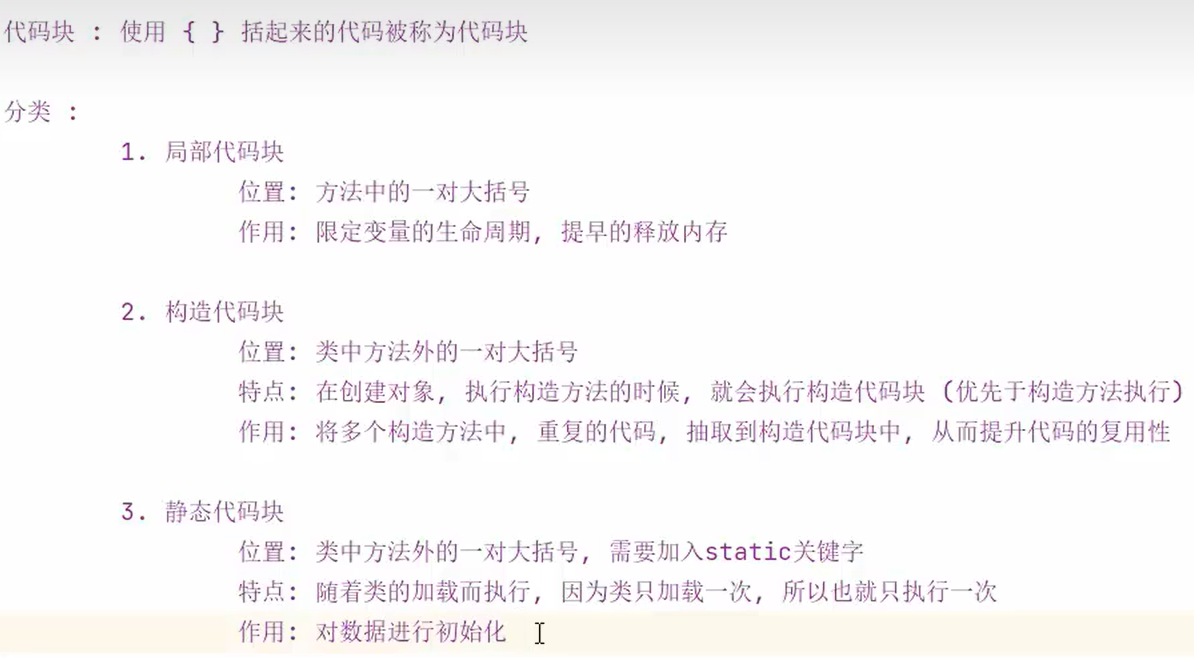 代码块 : 使用 { } 括起来的代码被称为代码块
分类 :
1. 局部代码块
位置: 方法中的一对大括号
作用: 限定变量的生命周期, 提早的释放内存
2. 构造代码块
位置: 类中方法外的一对大括号
特点: 在创建对象, 执行构造方法的时候, 就会执行构造代码块 (优先于构造方法执行)
作用: 将多个构造方法中, 重复的代码, 抽取到构造代码块中, 从而提升代码的复用性
3. 静态代码块
位置: 类中方法外的一对大括号, 需要加入static关键字
特点: 随着类的加载而执行, 因为类只加载一次, 所以也就只执行一次
作用: 对数据进行初始化